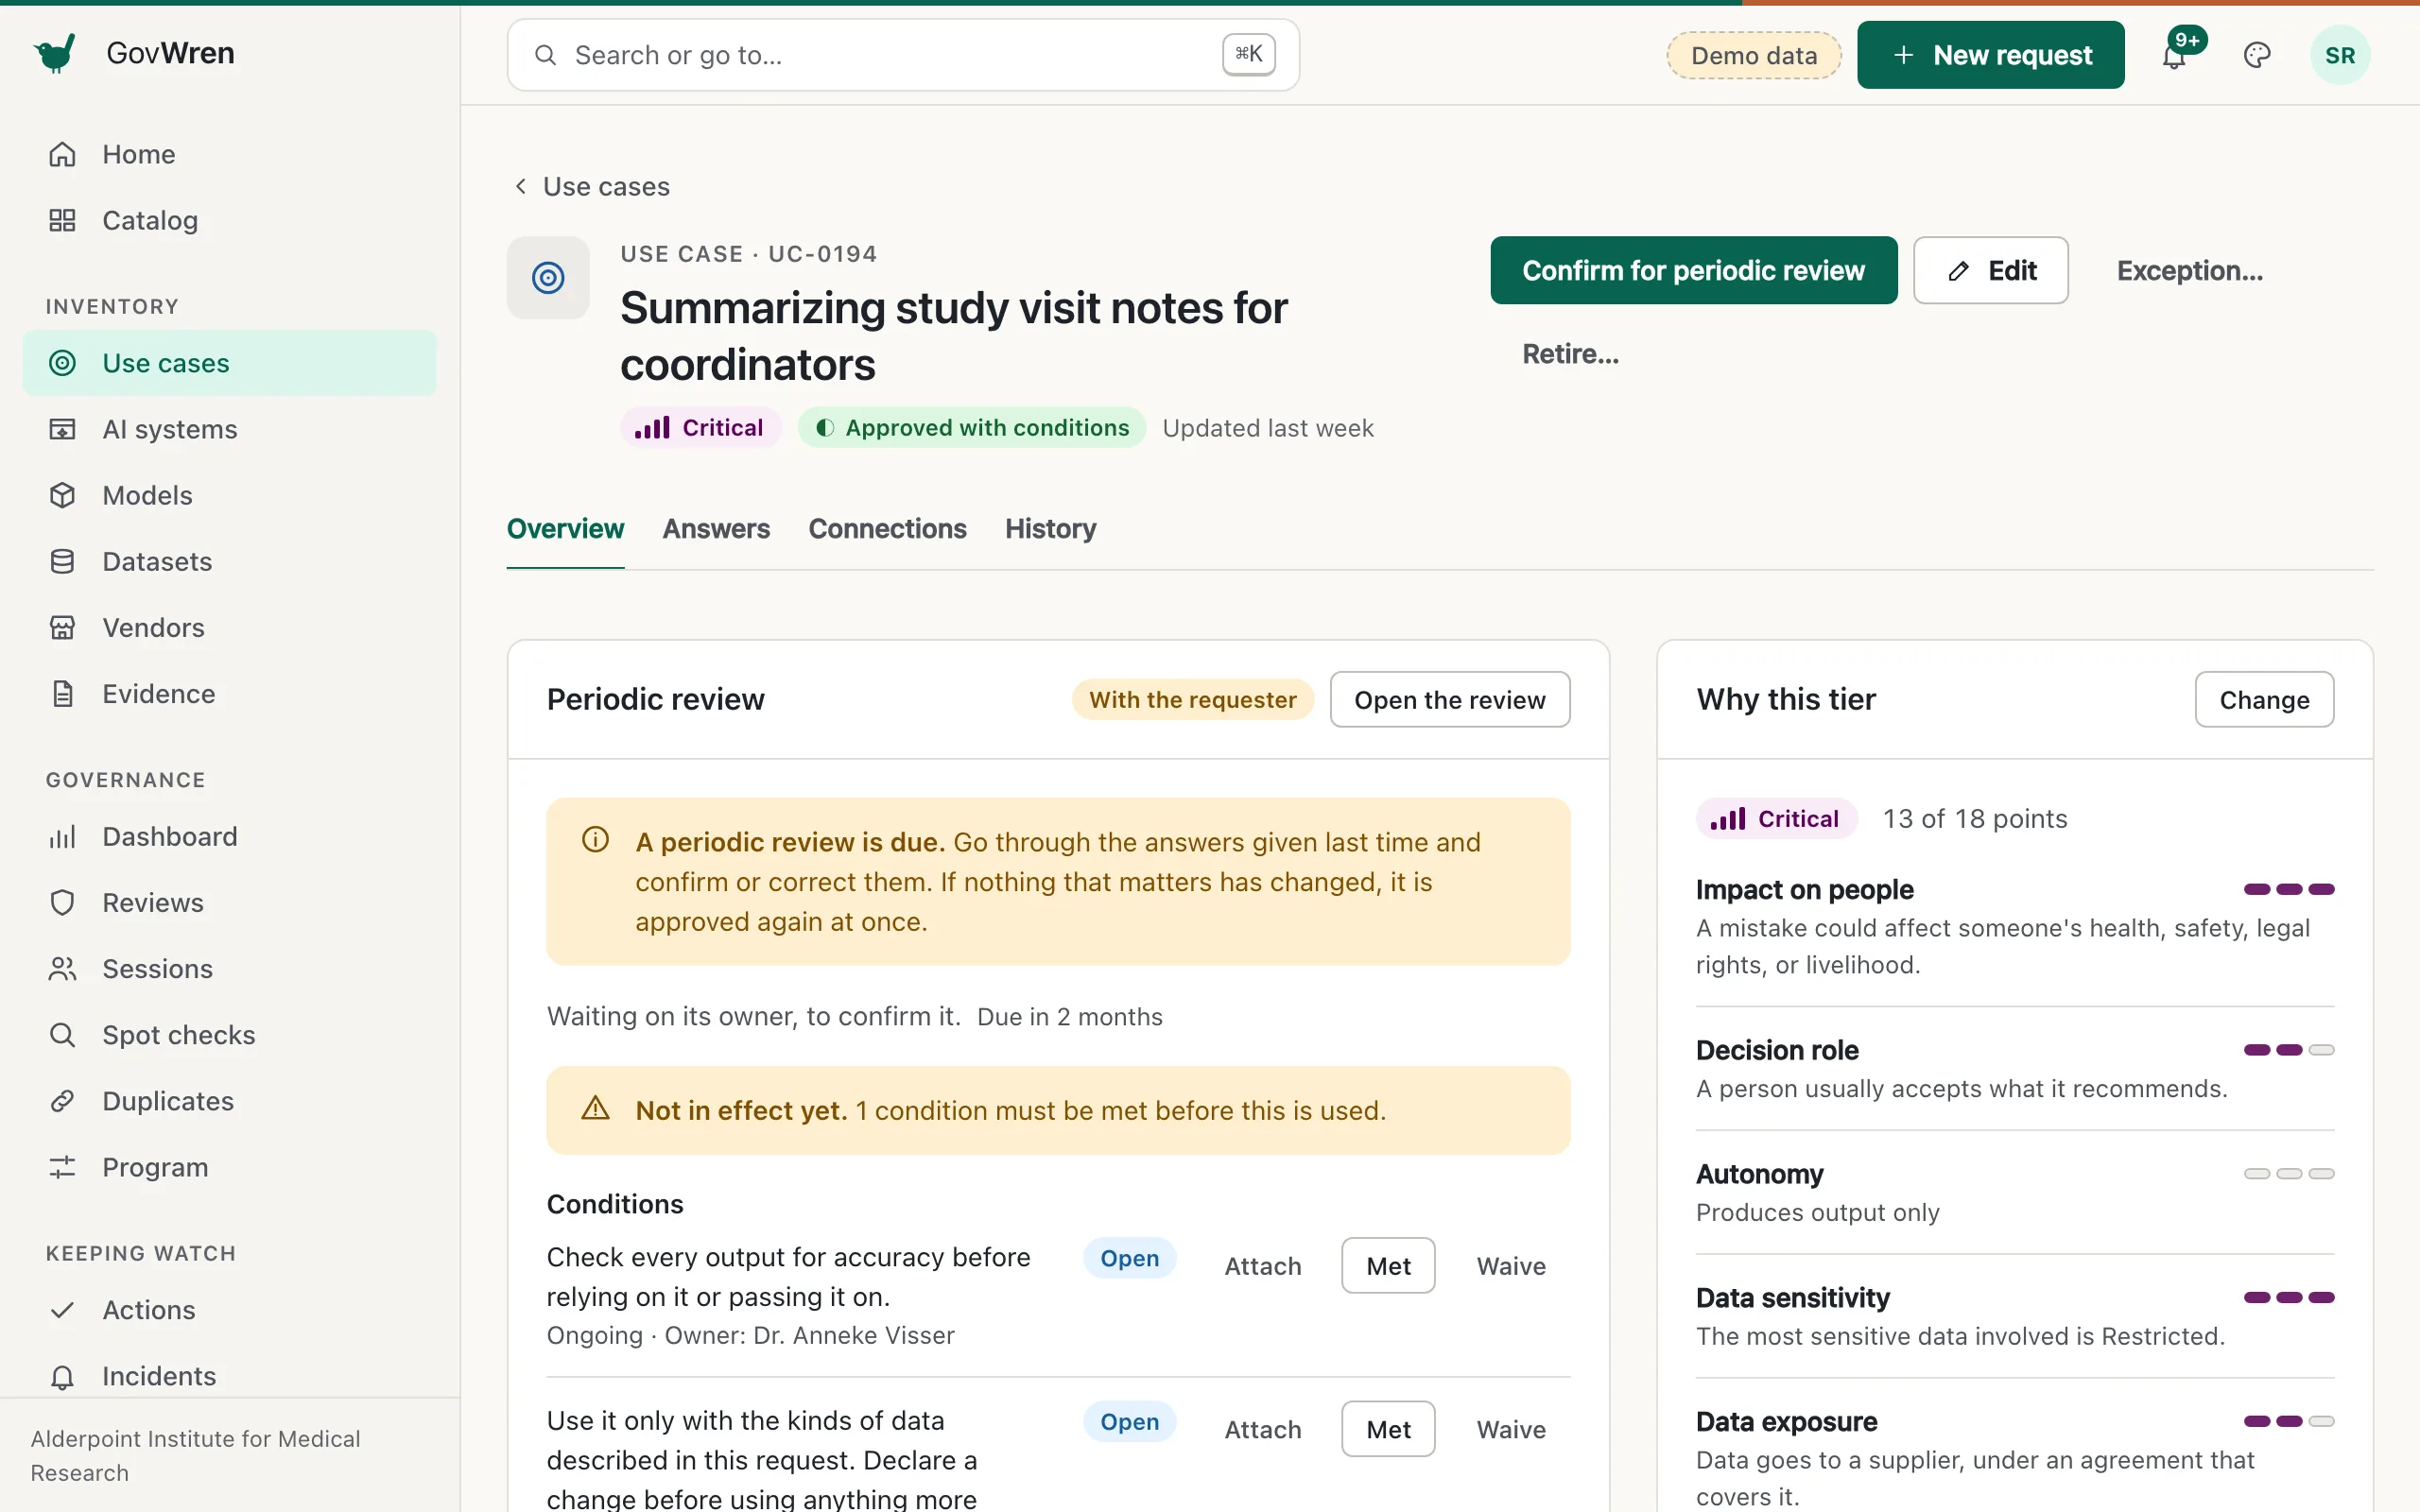 GovWren
Search or go to...
⌘K
Demo data
New request
9+
SR
Home
Catalog
INVENTORY
Use cases
AI systems
Models
Datasets
Vendors
Evidence
GOVERNANCE
Dashboard
Reviews
Sessions
Spot checks
Duplicates
Program
KEEPING WATCH
Actions
Incidents
Alderpoint Institute for Medical
Research
Use cases
USE CASE · UC-0194
Summarizing study visit notes for
coordinators
Critical
Approved with conditions
Updated last week
Confirm for periodic review
Edit
Exception...
Retire...
Overview
Answers
Connections
History
Periodic review
With the requester
Open the review
A periodic review is due. Go through the answers given last time and
confirm or correct them. If nothing that matters has changed, it is
approved again at once.
Waiting on its owner, to confirm it. Due in 2 months
Not in effect yet. 1 condition must be met before this is used.
Conditions
Check every output for accuracy before
relying on it or passing it on.
Ongoing · Owner: Dr. Anneke Visser
Open
Attach
Met
Waive
Use it only with the kinds of data
described in this request. Declare a
change before using anything more
Open
Attach
Met
Waive
Why this tier
Change
Critical
13 of 18 points
Impact on people
A mistake could affect someone's health, safety, legal
rights, or livelihood.
Decision role
A person usually accepts what it recommends.
Autonomy
Produces output only
Data sensitivity
The most sensitive data involved is Restricted.
Data exposure
Data goes to a supplier, under an agreement that
covers it.